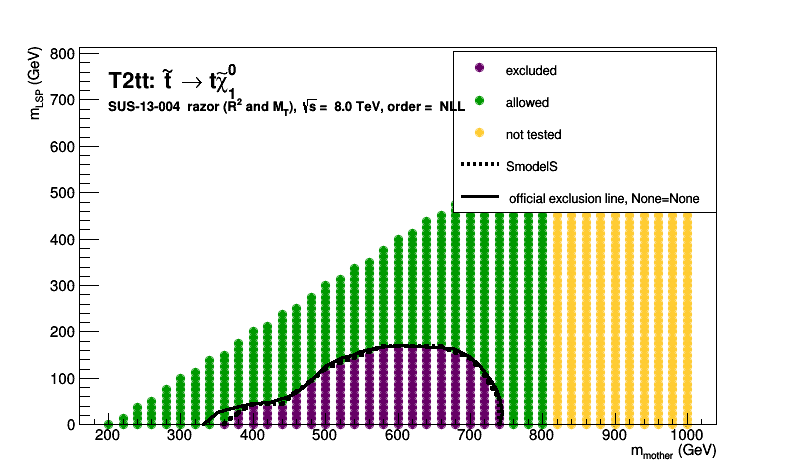 m_LSP (GeV)
800
700
600
500
400
300
200
100
0
T2tt: t̃ → tχ̃₁⁰
SUS-13-004 razor (R² and M_T), √s = 8.0 TeV, order = NLL
excluded
allowed
not tested
SmodelS
official exclusion line, None=None
200 300 400 500 600 700 800 900 1000
m_mother (GeV)